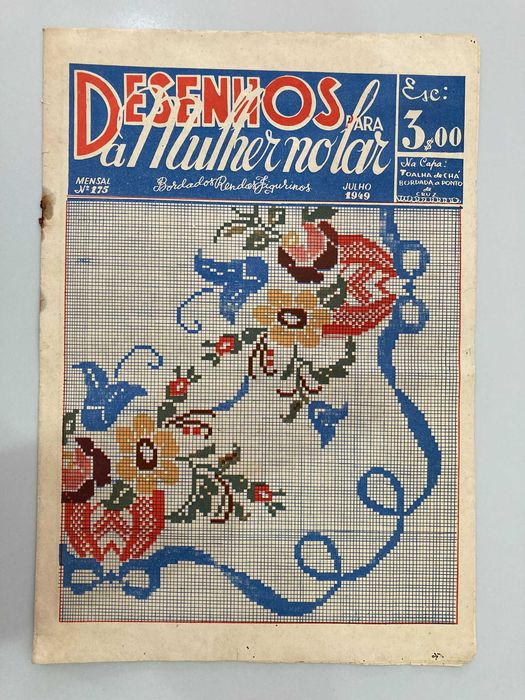 DESENHOS PARA
à Mulher no lar
MENSAL
Nº 175
Bordados Rendas Figurinos
JULHO
1949
Esc:
3,$00
Na Capa:
TOALHA de CHÁ
BORDADA a PONTO
de
CRUZ